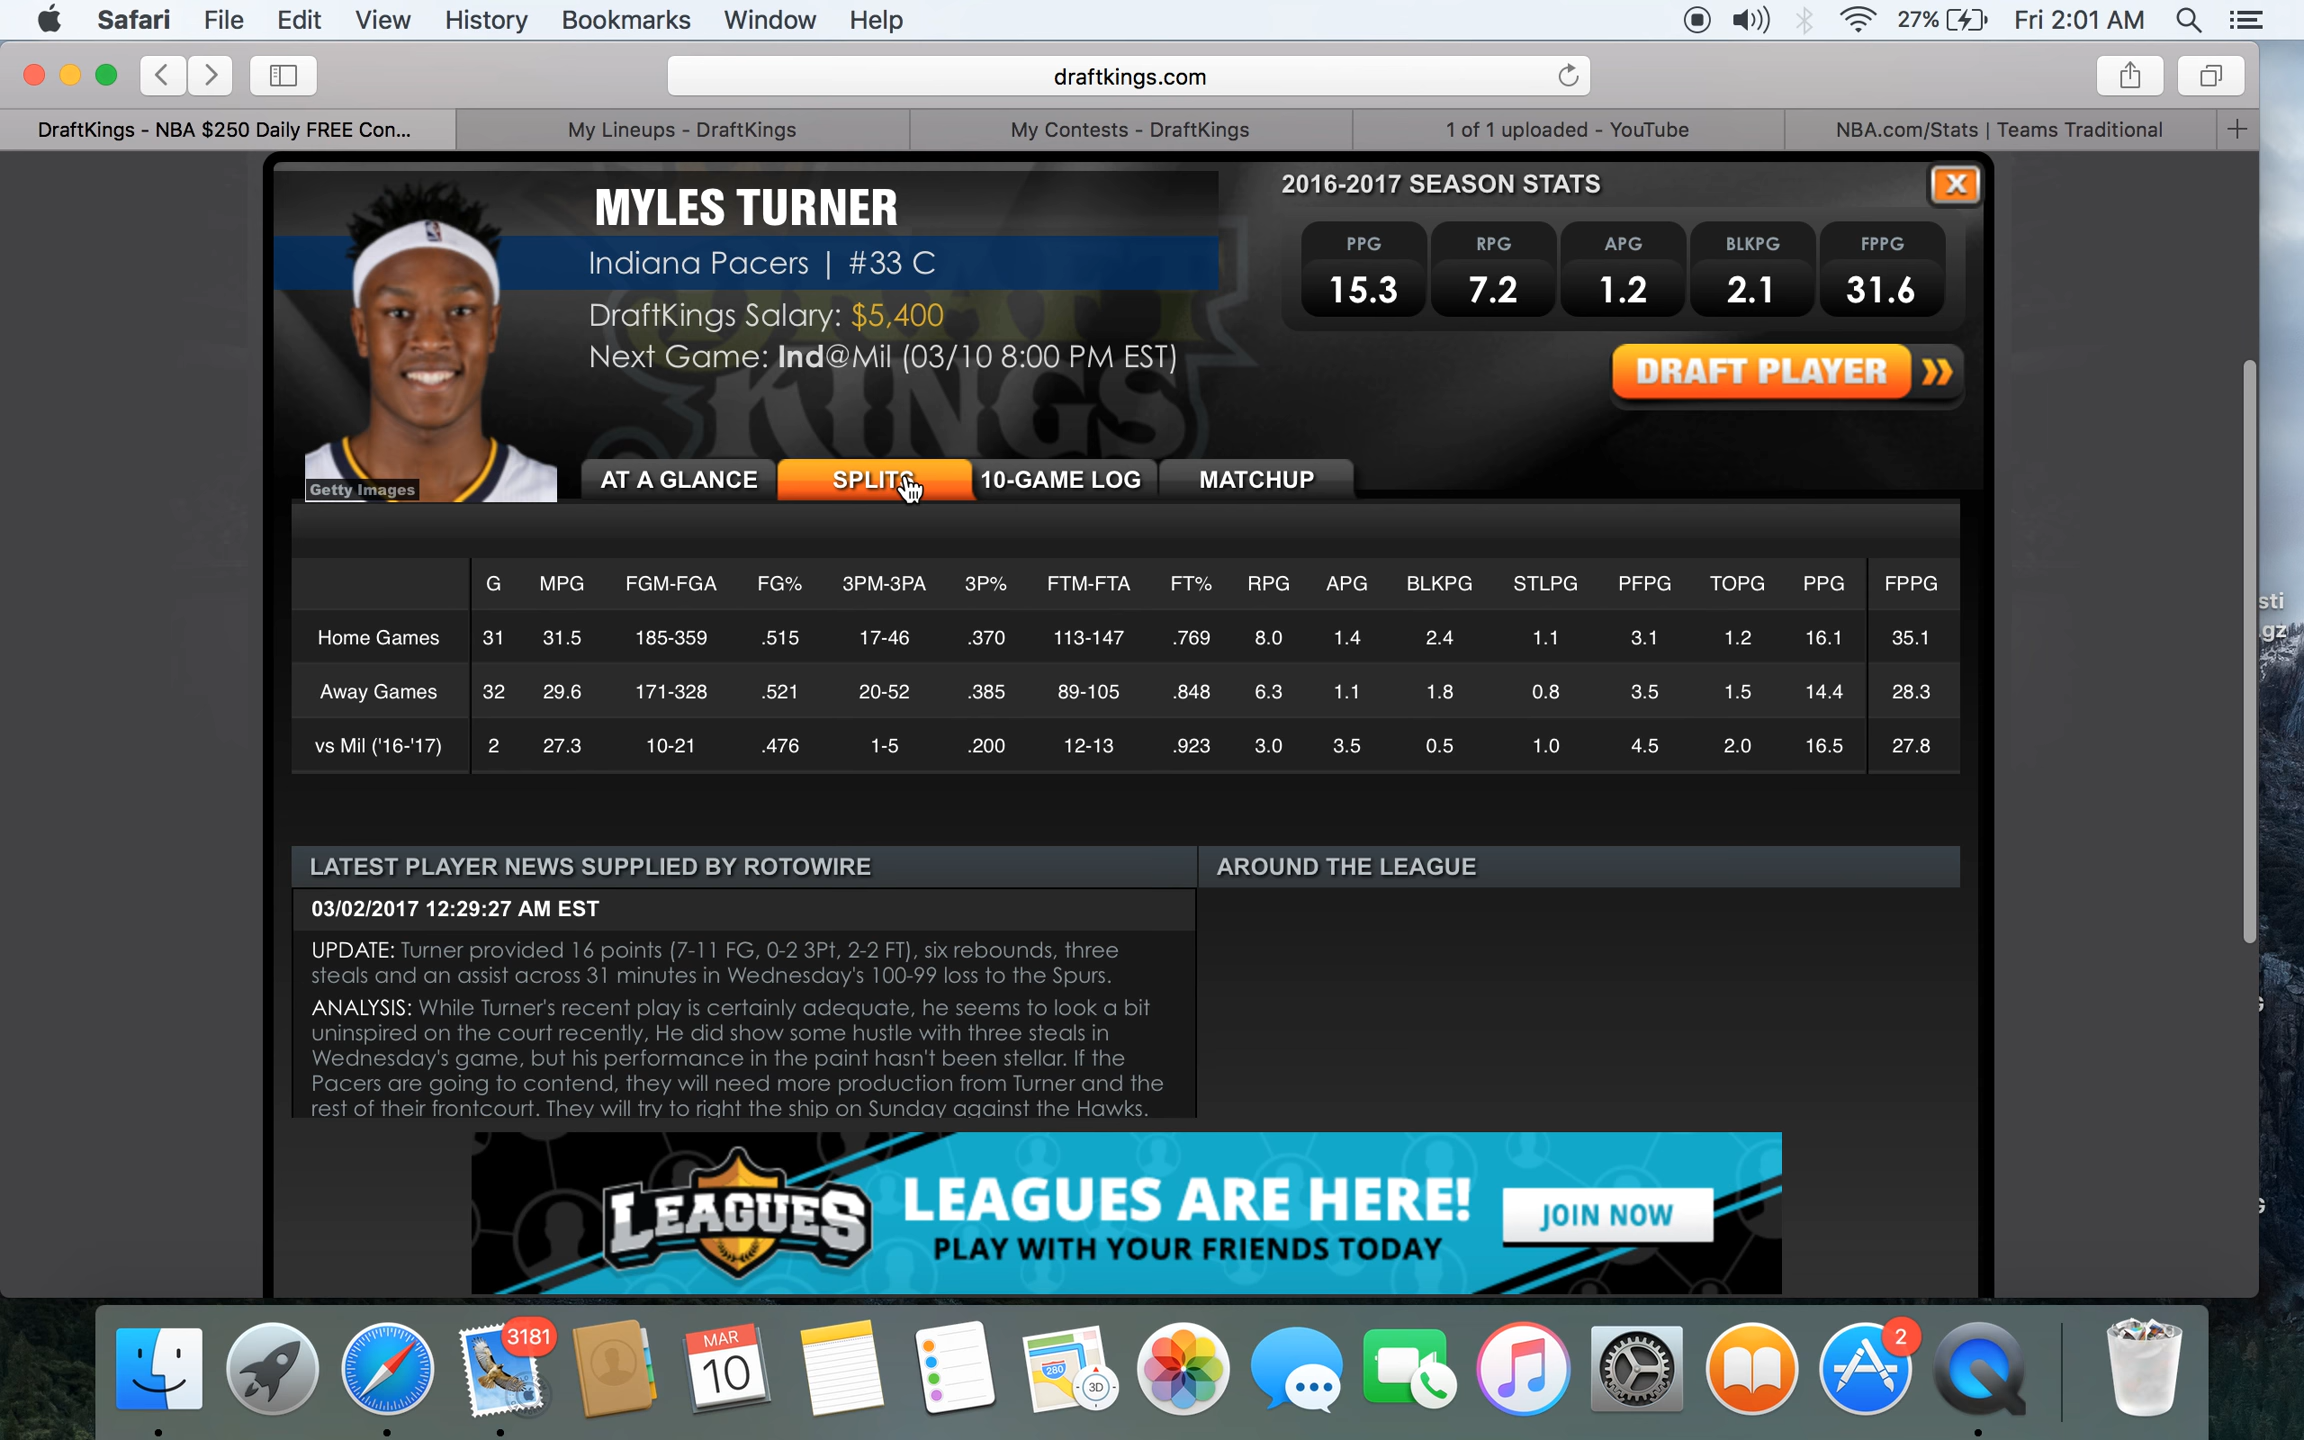 Safari File Edit View History Bookmarks Window Help 27% Fri 2:01 AM
draftkings.com
DraftKings - NBA $250 Daily FREE Con... My Lineups - DraftKings My Contests - DraftKings 1 of 1 uploaded - YouTube NBA.com/Stats | Teams Traditional
MYLES TURNER
Indiana Pacers | #33 C
DraftKings Salary: $5,400
Next Game: Ind@Mil (03/10 8:00 PM EST)
KINGS
Getty Images
2016-2017 SEASON STATS
X
PPG RPG APG BLKPG FPPG
15.3 7.2 1.2 2.1 31.6
DRAFT PLAYER
AT A GLANCE SPLITS 10-GAME LOG MATCHUP
G MPG FGM-FGA FG% 3PM-3PA 3P% FTM-FTA FT% RPG APG BLKPG STLPG PFPG TOPG PPG FPPG
Home Games 31 31.5 185-359 .515 17-46 .370 113-147 .769 8.0 1.4 2.4 1.1 3.1 1.2 16.1 35.1
Away Games 32 29.6 171-328 .521 20-52 .385 89-105 .848 6.3 1.1 1.8 0.8 3.5 1.5 14.4 28.3
vs Mil ('16-'17) 2 27.3 10-21 .476 1-5 .200 12-13 .923 3.0 3.5 0.5 1.0 4.5 2.0 16.5 27.8
LATEST PLAYER NEWS SUPPLIED BY ROTOWIRE
03/02/2017 12:29:27 AM EST
UPDATE: Turner provided 16 points (7-11 FG, 0-2 3Pt, 2-2 FT), six rebounds, three
steals and an assist across 31 minutes in Wednesday's 100-99 loss to the Spurs.
ANALYSIS: While Turner's recent play is certainly adequate, he seems to look a bit
uninspired on the court recently, He did show some hustle with three steals in
Wednesday's game, but his performance in the paint hasn't been stellar. If the
Pacers are going to contend, they will need more production from Turner and the
rest of their frontcourt. They will try to right the ship on Sunday against the Hawks.
AROUND THE LEAGUE
LEAGUES
LEAGUES ARE HERE!
PLAY WITH YOUR FRIENDS TODAY
JOIN NOW
sti
.gz
3181
MAR
10
280
3D
2